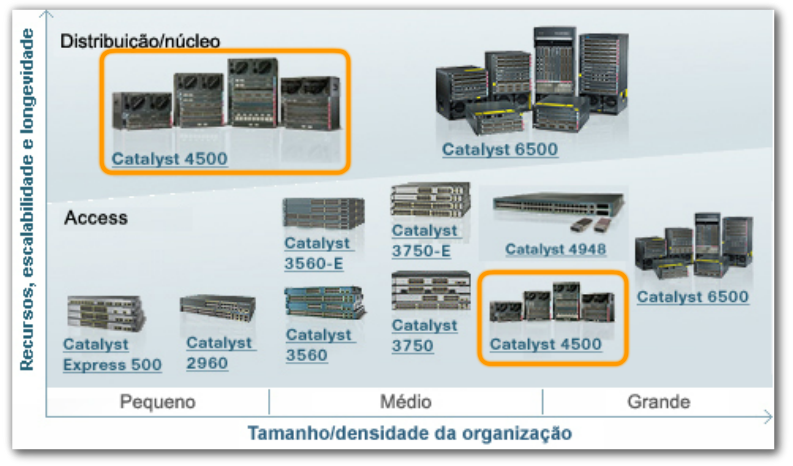 Recursos, escalabilidade e longevidade
Distribuição/núcleo
Catalyst 4500
Catalyst 6500
Access
Catalyst
3560-E
Catalyst
3750-E
Catalyst 4948
Catalyst 6500
Catalyst
Express 500
Catalyst
2960
Catalyst
3560
Catalyst
3750
Catalyst 4500
Pequeno
Médio
Grande
Tamanho/densidade da organização